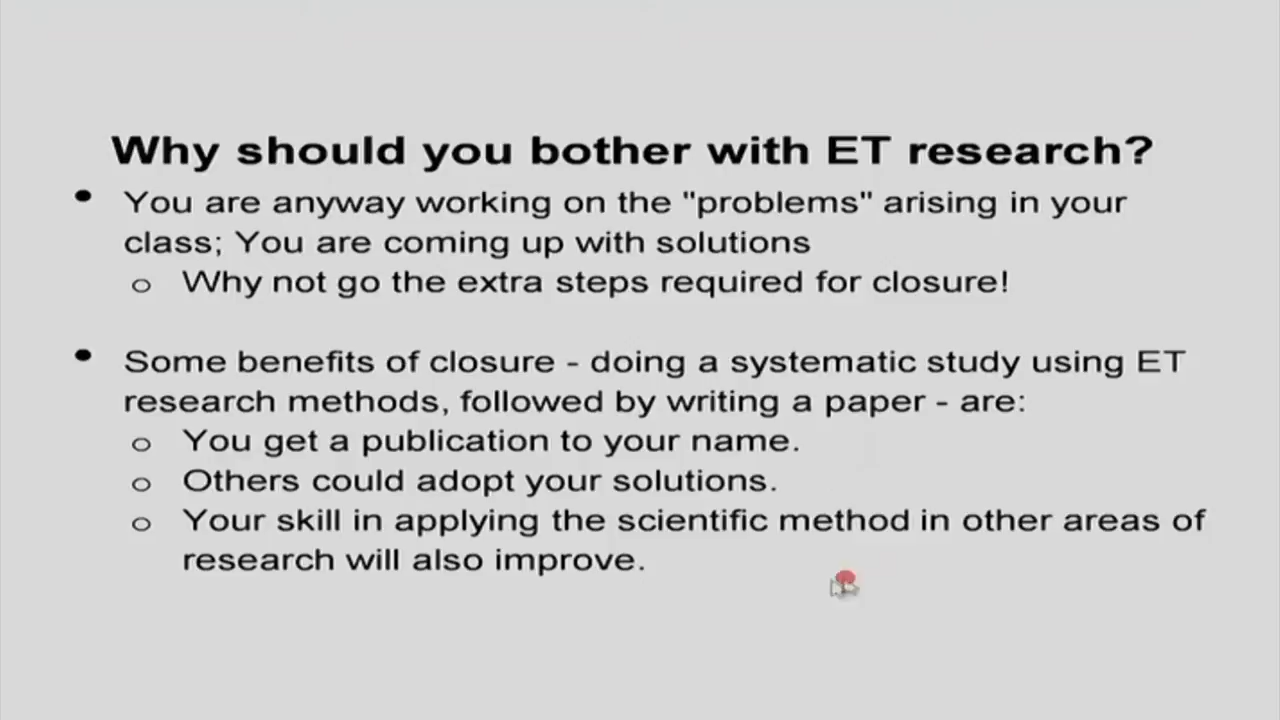 Why should you bother with ET research?
• You are anyway working on the "problems" arising in your
class; You are coming up with solutions
o Why not go the extra steps required for closure!
• Some benefits of closure - doing a systematic study using ET
research methods, followed by writing a paper - are:
o You get a publication to your name.
o Others could adopt your solutions.
o Your skill in applying the scientific method in other areas of
research will also improve.